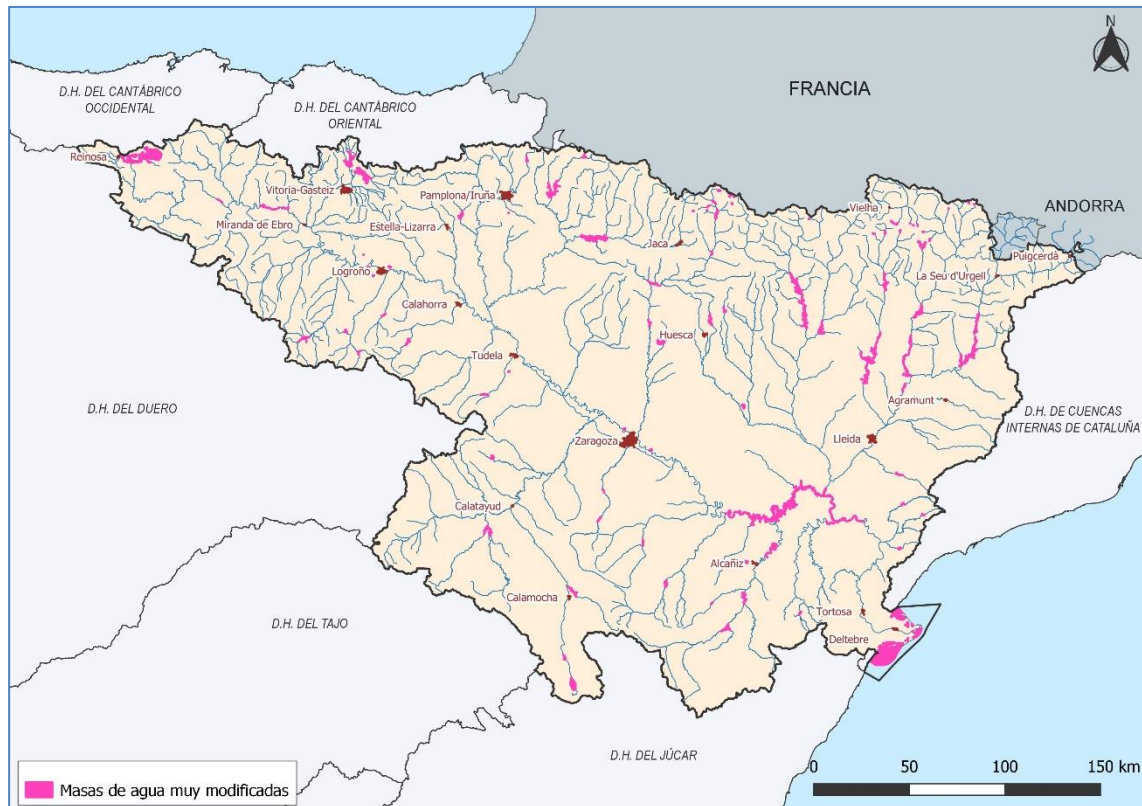 N
D.H. DEL CANTÁBRICO
OCCIDENTAL
D.H. DEL CANTÁBRICO
ORIENTAL
FRANCIA
Reinosa
Vitoria-Gasteiz
Pamplona/Iruña
Vielha
ANDORRA
Miranda de Ebro
Estella-Lizarra
Jaca
Puigcerdà
La Seu d'Urgell
Logroño
Calahorra
Huesca
Tudela
Agramunt
D.H. DEL DUERO
D.H. DE CUENCAS
INTERNAS DE CATALUÑA
Zaragoza
Lleida
Calatayud
Alcañiz
Calamocha
Tortosa
D.H. DEL TAJO
Deltebre
D.H. DEL JÚCAR
Masas de agua muy modificadas
0 50 100 150 km